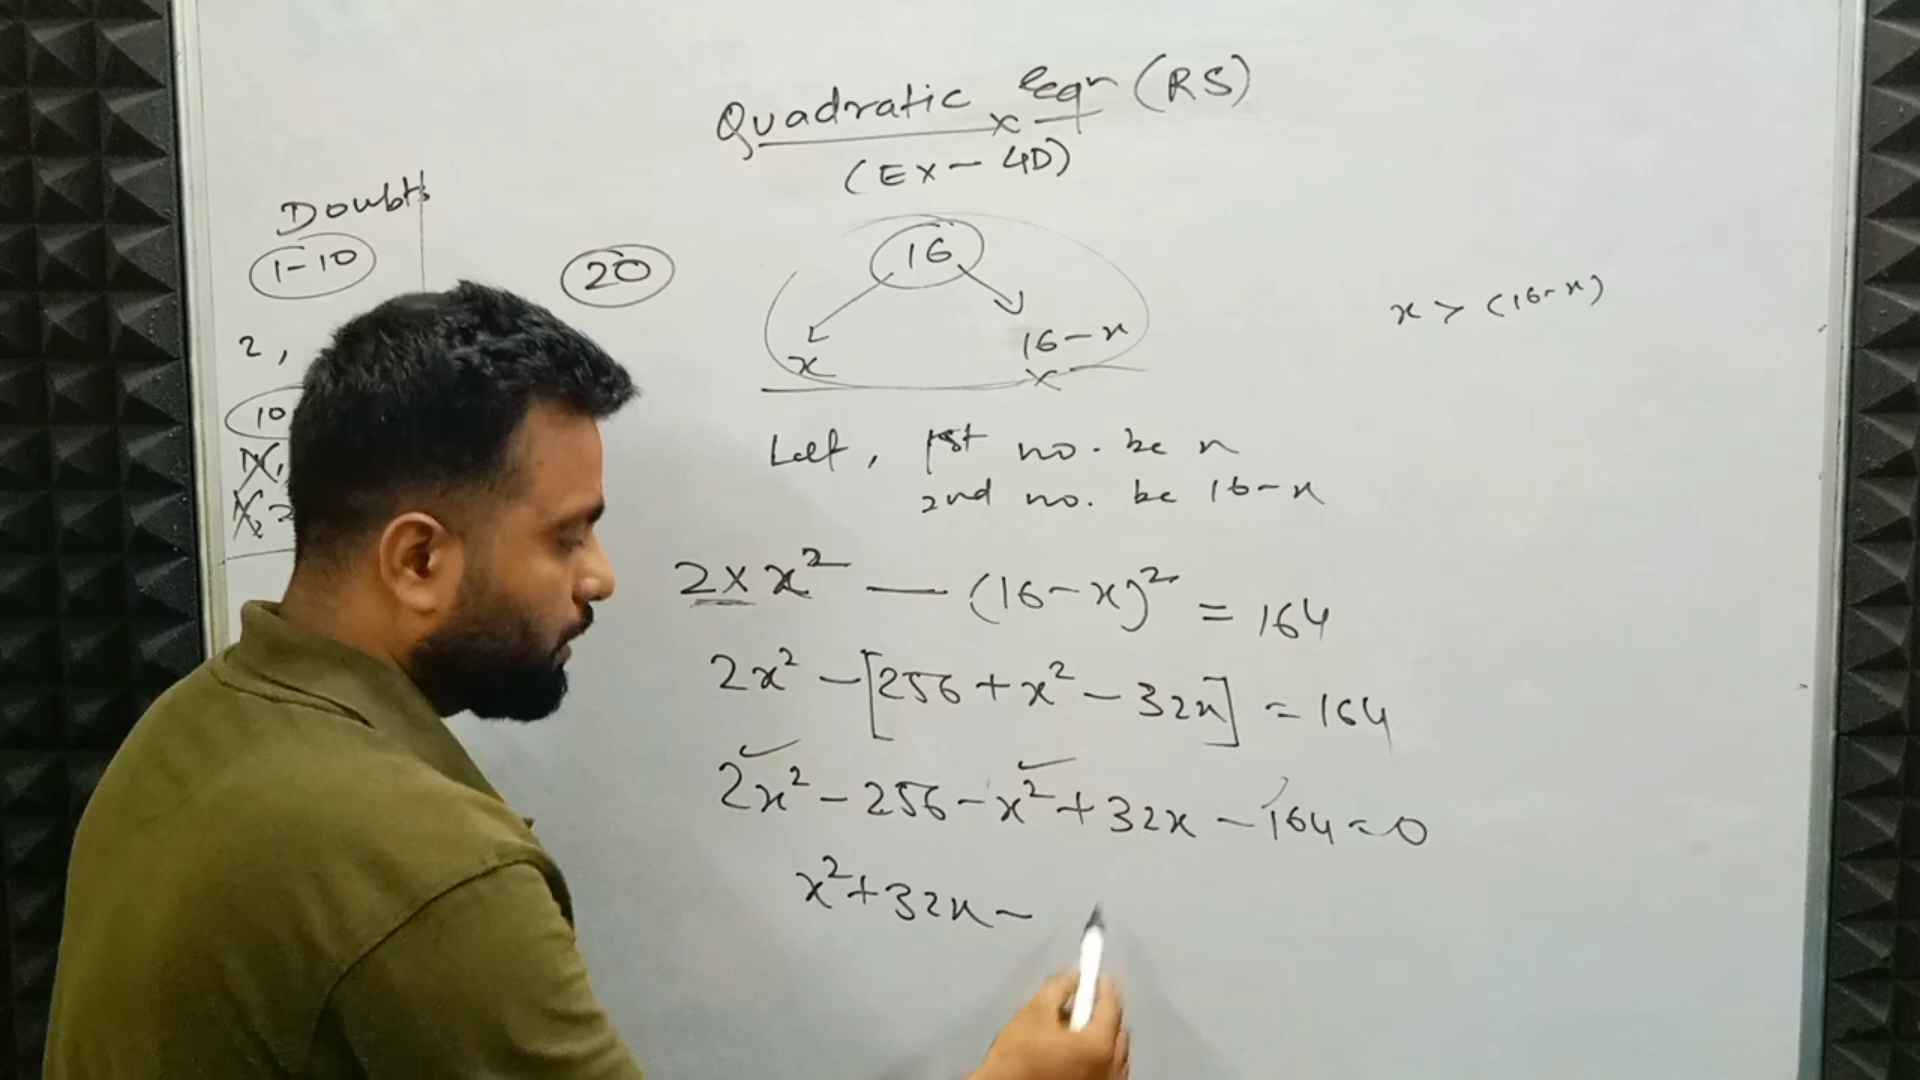 Quadratic eqn (RS)
(Ex - 4D)
Doubts
1-10
2,
10
20
16
x 16-x
x > (16-x)
Let, 1st no. be x
2nd no. be 16-x
2 × x² — (16-x)² = 164
2x² - [256 + x² - 32x] = 164
2x² - 256 - x² + 32x - 164 = 0
x² + 32x -